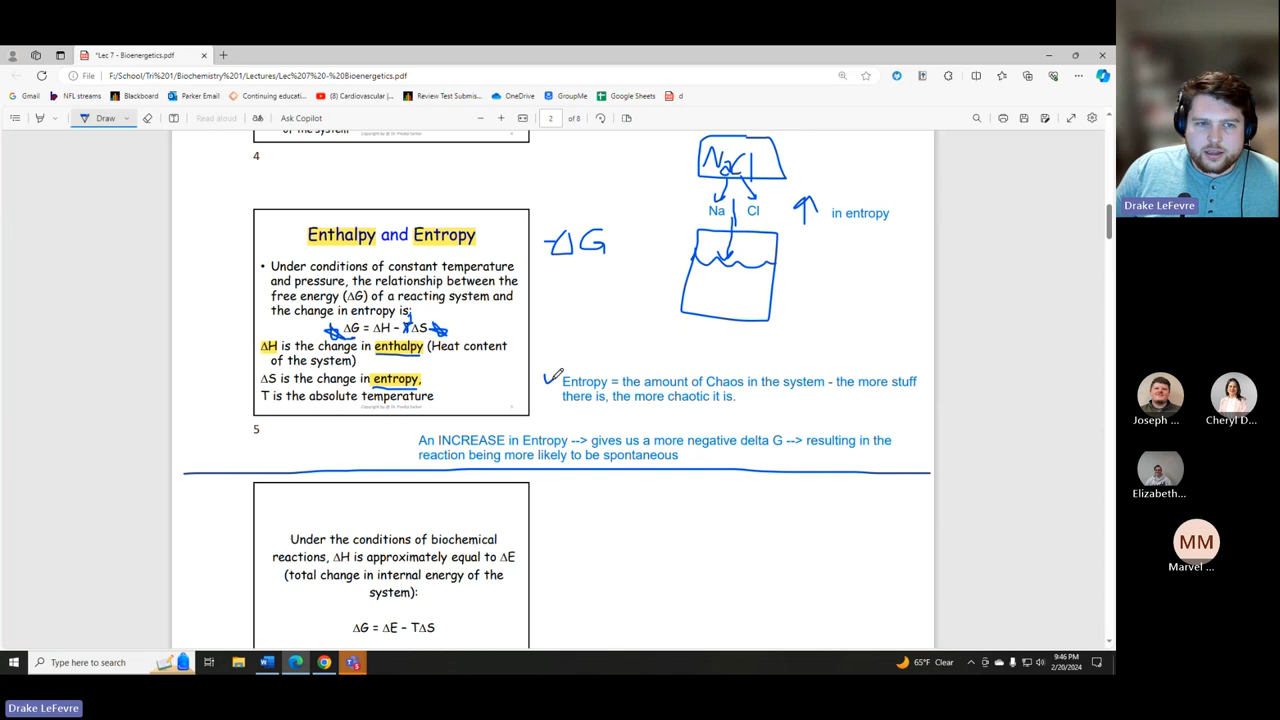 *Lec 7 - Bioenergetics.pdf
File
F:/School/Tri%201/Biochemistry%201/Lectures/Lec%207%20-%20Bioenergetics.pdf
Gmail
NFL streams
Blackboard
Parker Email
Continuing educati...
(8) Cardiovascular |...
Review Test Submis...
OneDrive
GroupMe
Google Sheets
d
Draw
Read aloud
Ask Copilot
2 of 8
of the system
4
NaCl
Na Cl
in entropy
Enthalpy and Entropy
-ΔG
• Under conditions of constant temperature
and pressure, the relationship between the
free energy (ΔG) of a reacting system and
the change in entropy is:
ΔG = ΔH – TΔS
ΔH is the change in enthalpy (Heat content
of the system)
ΔS is the change in entropy,
T is the absolute temperature
5
Entropy = the amount of Chaos in the system - the more stuff
there is, the more chaotic it is.
An INCREASE in Entropy --> gives us a more negative delta G --> resulting in the
reaction being more likely to be spontaneous
Under the conditions of biochemical
reactions, ΔH is approximately equal to ΔE
(total change in internal energy of the
system):
ΔG = ΔE – TΔS
Drake LeFevre
Joseph ...
Cheryl D...
Elizabeth...
MM
Marvel ...
Type here to search
65°F Clear
9:46 PM
2/20/2024
Drake LeFevre